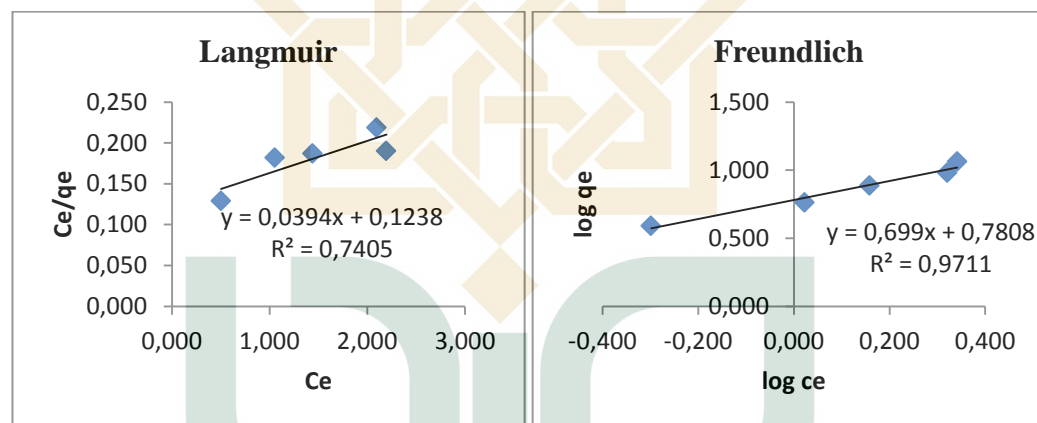 Langmuir
0,250
0,200
0,150
0,100
0,050
0,000
Ce/qe
y = 0,0394x + 0,1238
R² = 0,7405
0,000 1,000 2,000 3,000
Ce
Freundlich
1,500
1,000
0,500
0,000
log qe
y = 0,699x + 0,7808
R² = 0,9711
-0,400 -0,200 0,000 0,200 0,400
log ce